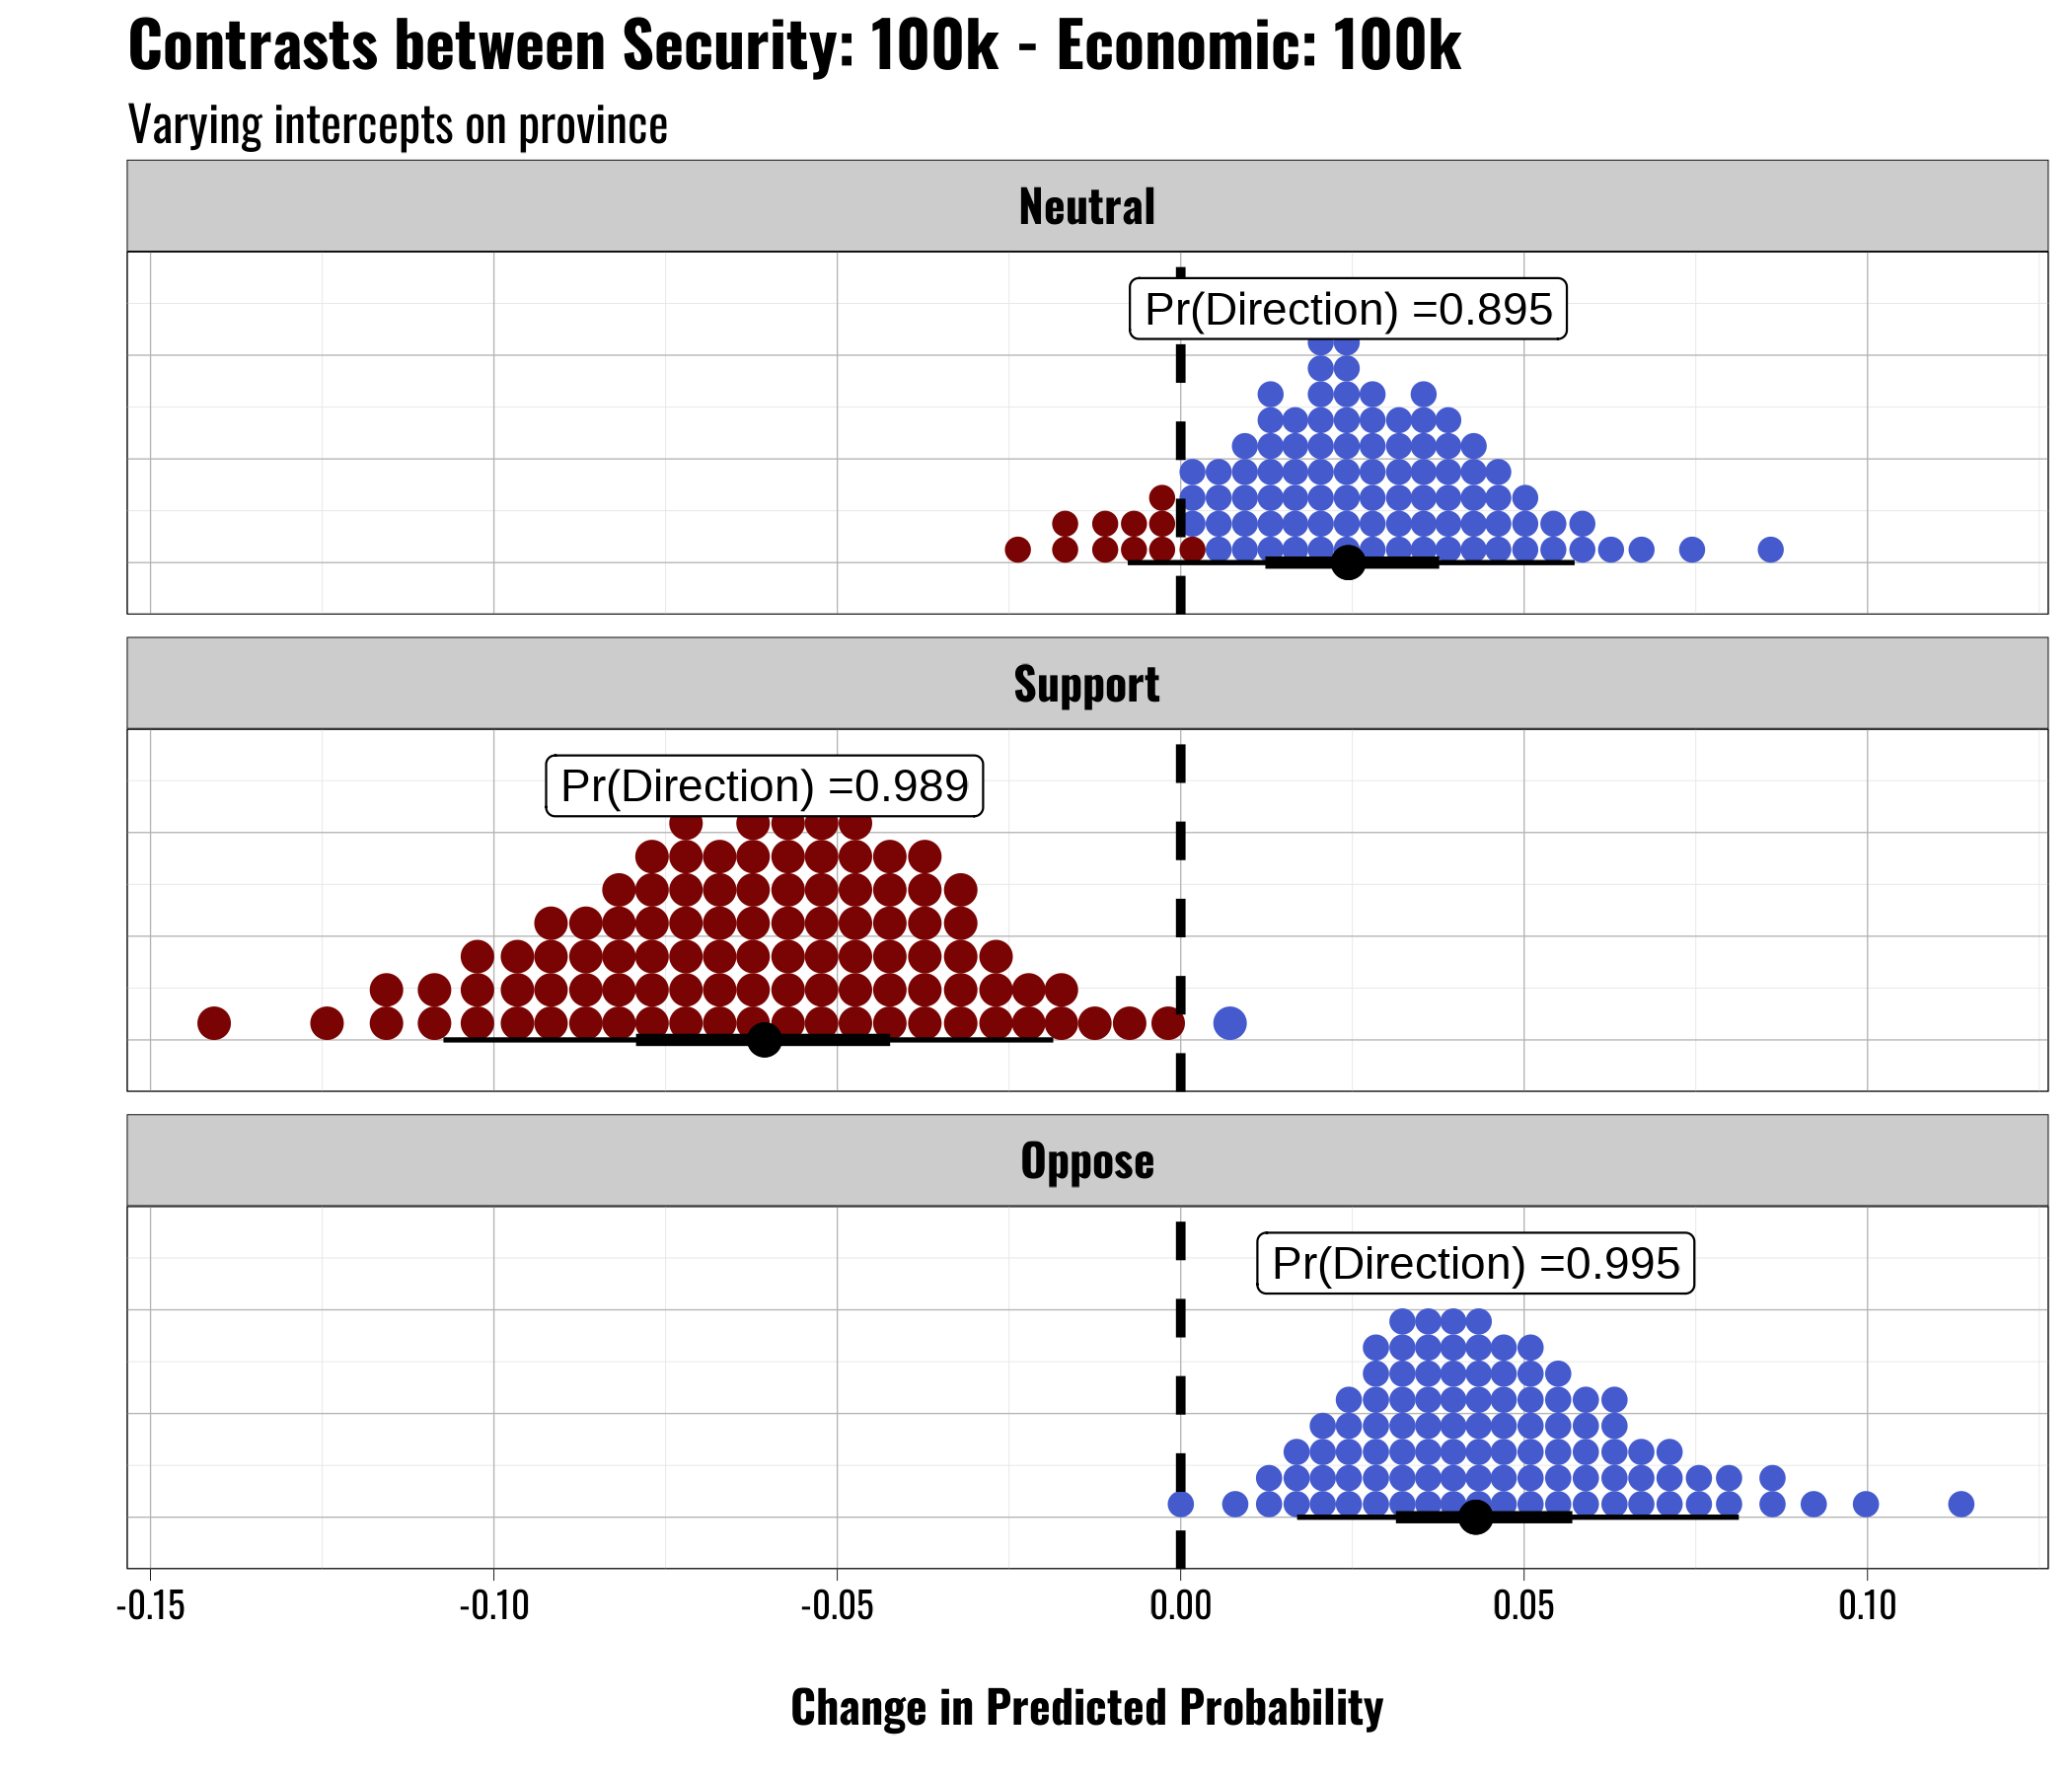 Contrasts between Security: 100k - Economic: 100k
Varying intercepts on province
Neutral
Pr(Direction) =0.895
Support
Pr(Direction) =0.989
Oppose
Pr(Direction) =0.995
-0.15 -0.10 -0.05 0.00 0.05 0.10
Change in Predicted Probability